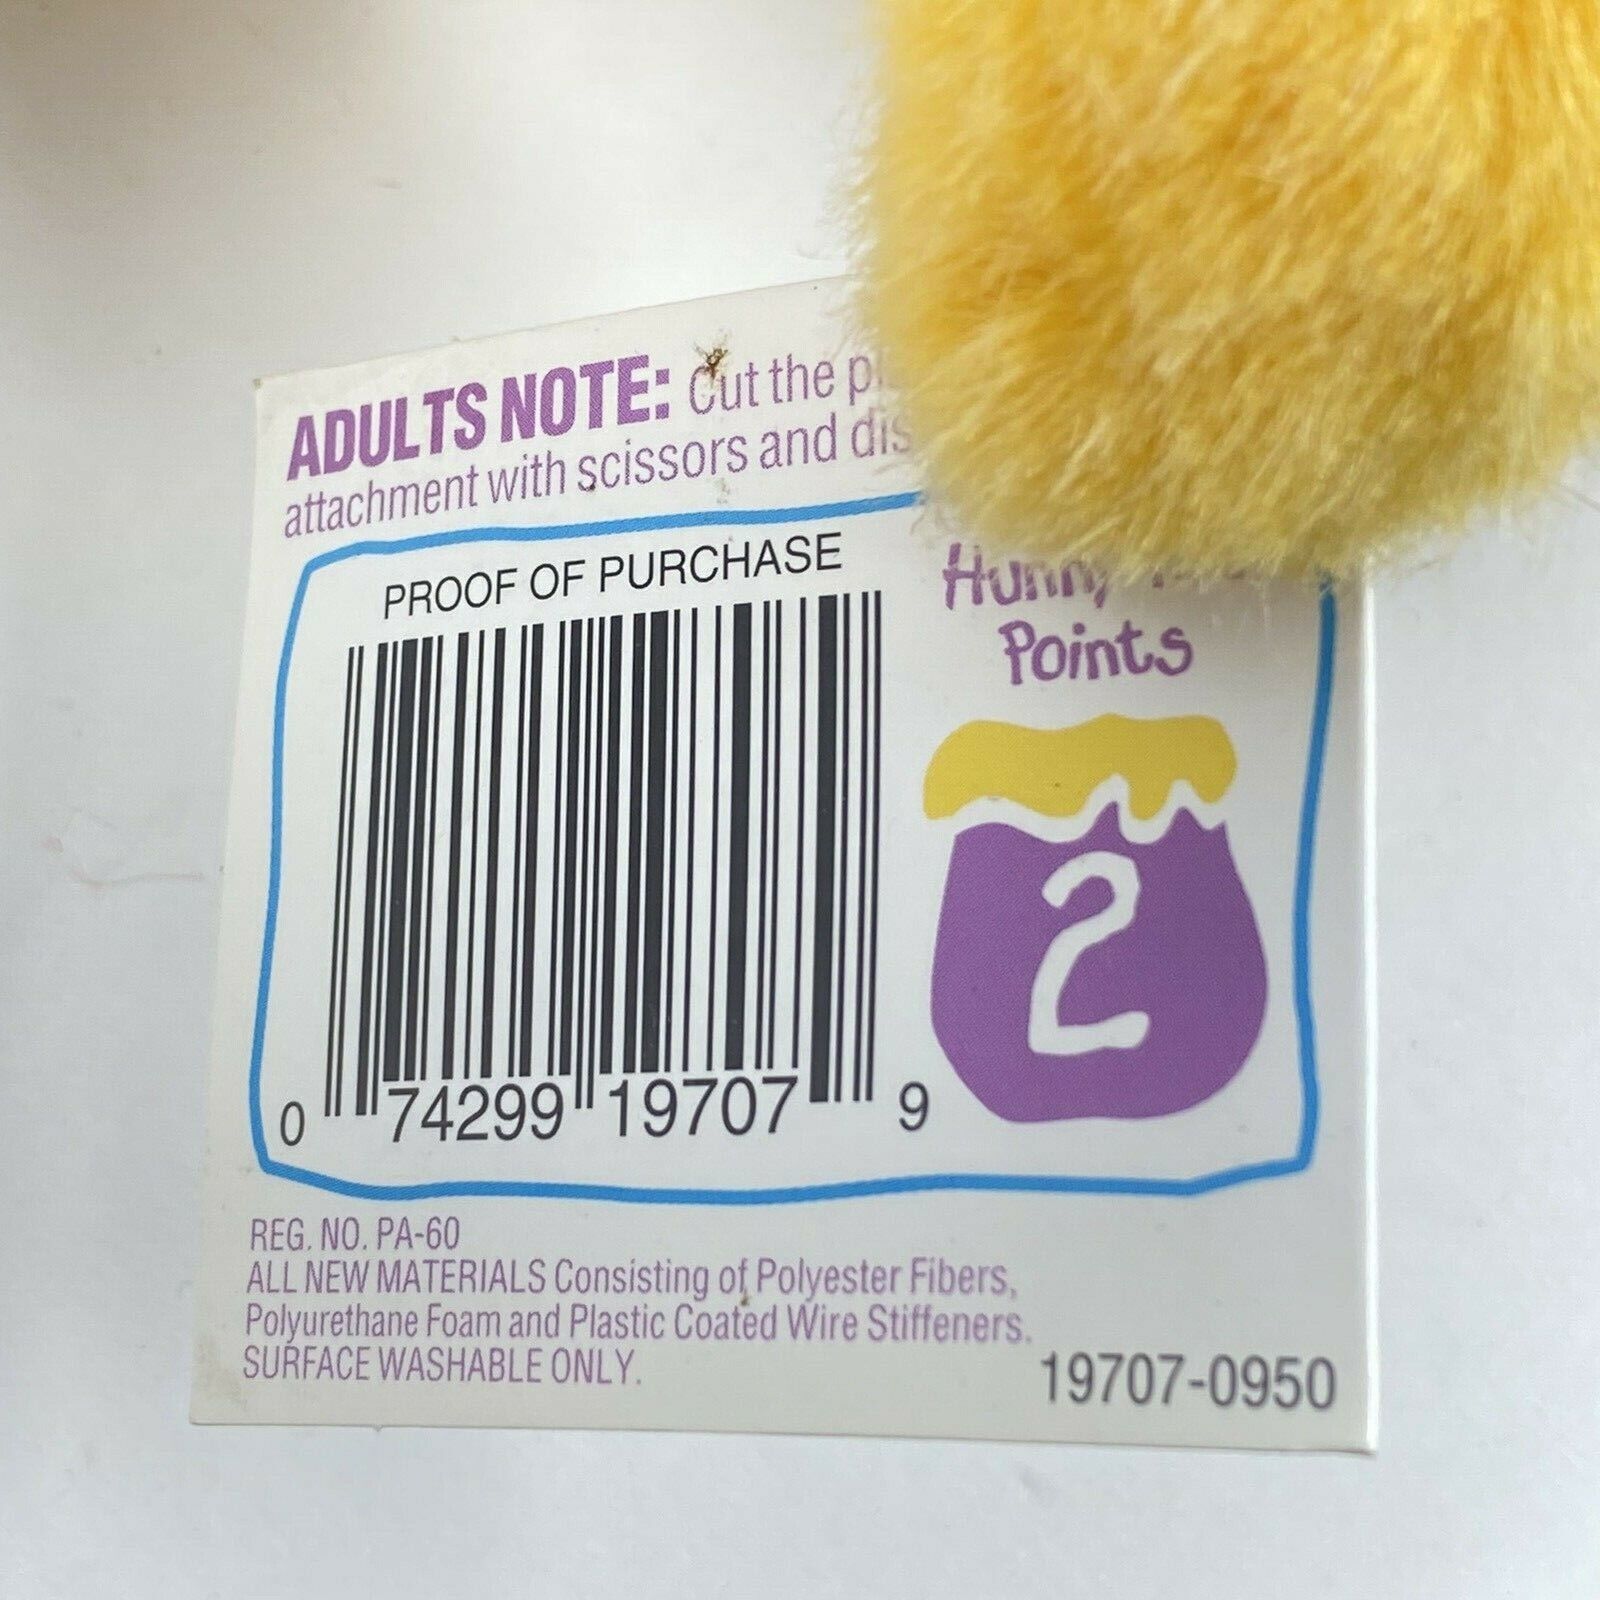 ADULTS NOTE: Cut the
attachment with scissors and
PROOF OF PURCHASE
Points
2
0 74299 19707 9
REG. NO. PA-60
ALL NEW MATERIALS Consisting of Polyester Fibers,
Polyurethane Foam and Plastic Coated Wire Stiffeners.
SURFACE WASHABLE ONLY.
19707-0950